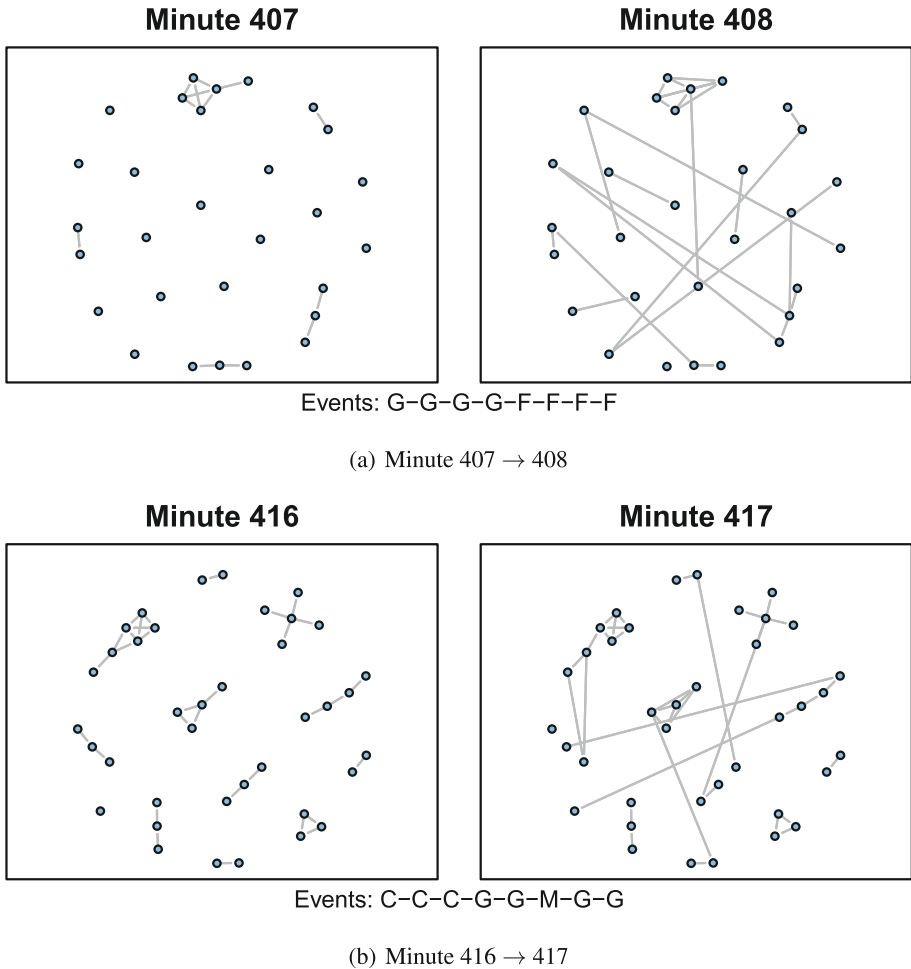 Minute 407
Minute 408
Events: G−G−G−G−F−F−F−F
(a) Minute 407 → 408
Minute 416
Minute 417
Events: C−C−C−G−G−M−G−G
(b) Minute 416 → 417